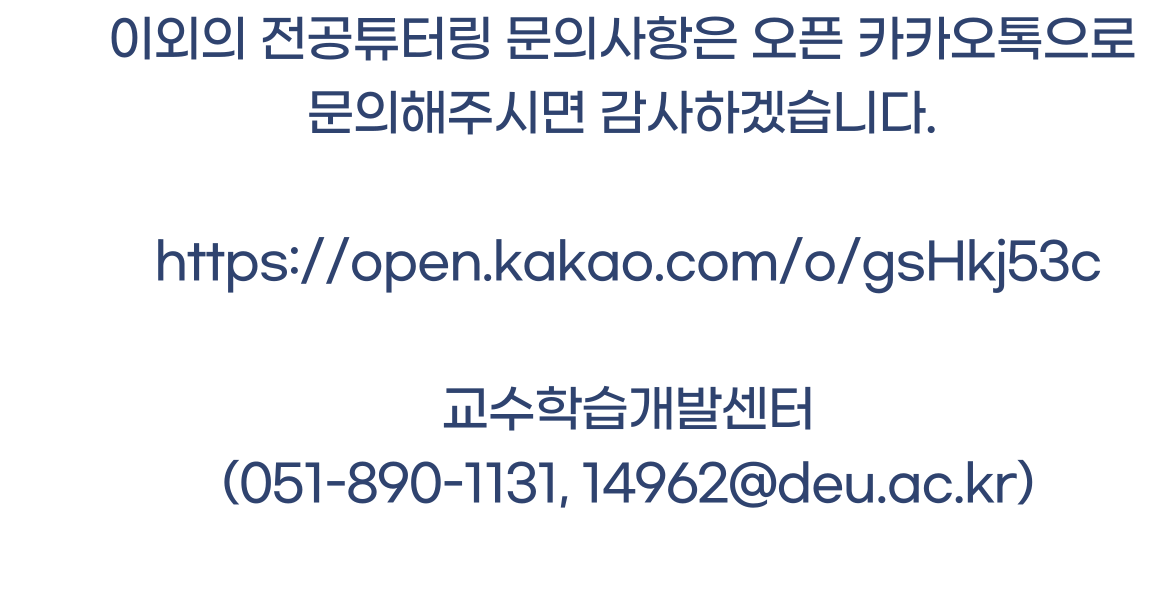 이외의 전공튜터링 문의사항은 오픈 카카오톡으로
문의해주시면 감사하겠습니다.
https://open.kakao.com/o/gsHkj53c
교수학습개발센터
(051-890-1131, 14962@deu.ac.kr)